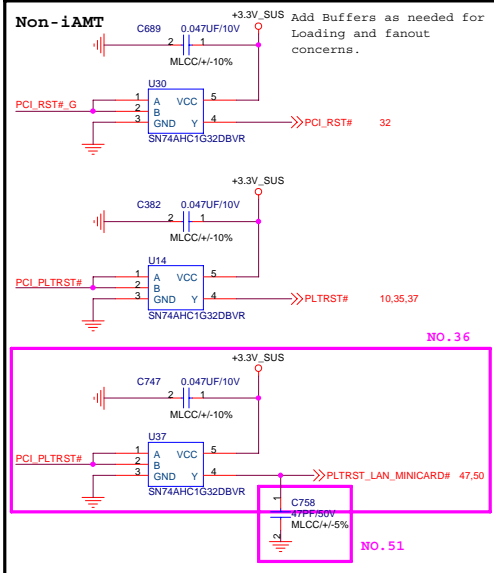 Non-iAMT
+3.3V_SUS
Add Buffers as needed for
Loading and fanout
concerns.
C689 0.047UF/10V
2 1
MLCC/+/-10%
U30
PCI_RST#_G
1 A VCC 5
2 B
3 GND Y 4
PCI_RST# 32
SN74AHC1G32DBVR
+3.3V_SUS
C382 0.047UF/10V
2 1
MLCC/+/-10%
U14
PCI_PLTRST#
1 A VCC 5
2 B
3 GND Y 4
PLTRST# 10,35,37
SN74AHC1G32DBVR
NO.36
+3.3V_SUS
C747 0.047UF/10V
2 1
MLCC/+/-10%
U37
PCI_PLTRST#
1 A VCC 5
2 B
3 GND Y 4
PLTRST_LAN_MINICARD# 47,50
SN74AHC1G32DBVR
1
C758
47PF/50V
MLCC/+/-5%
2
NO.51